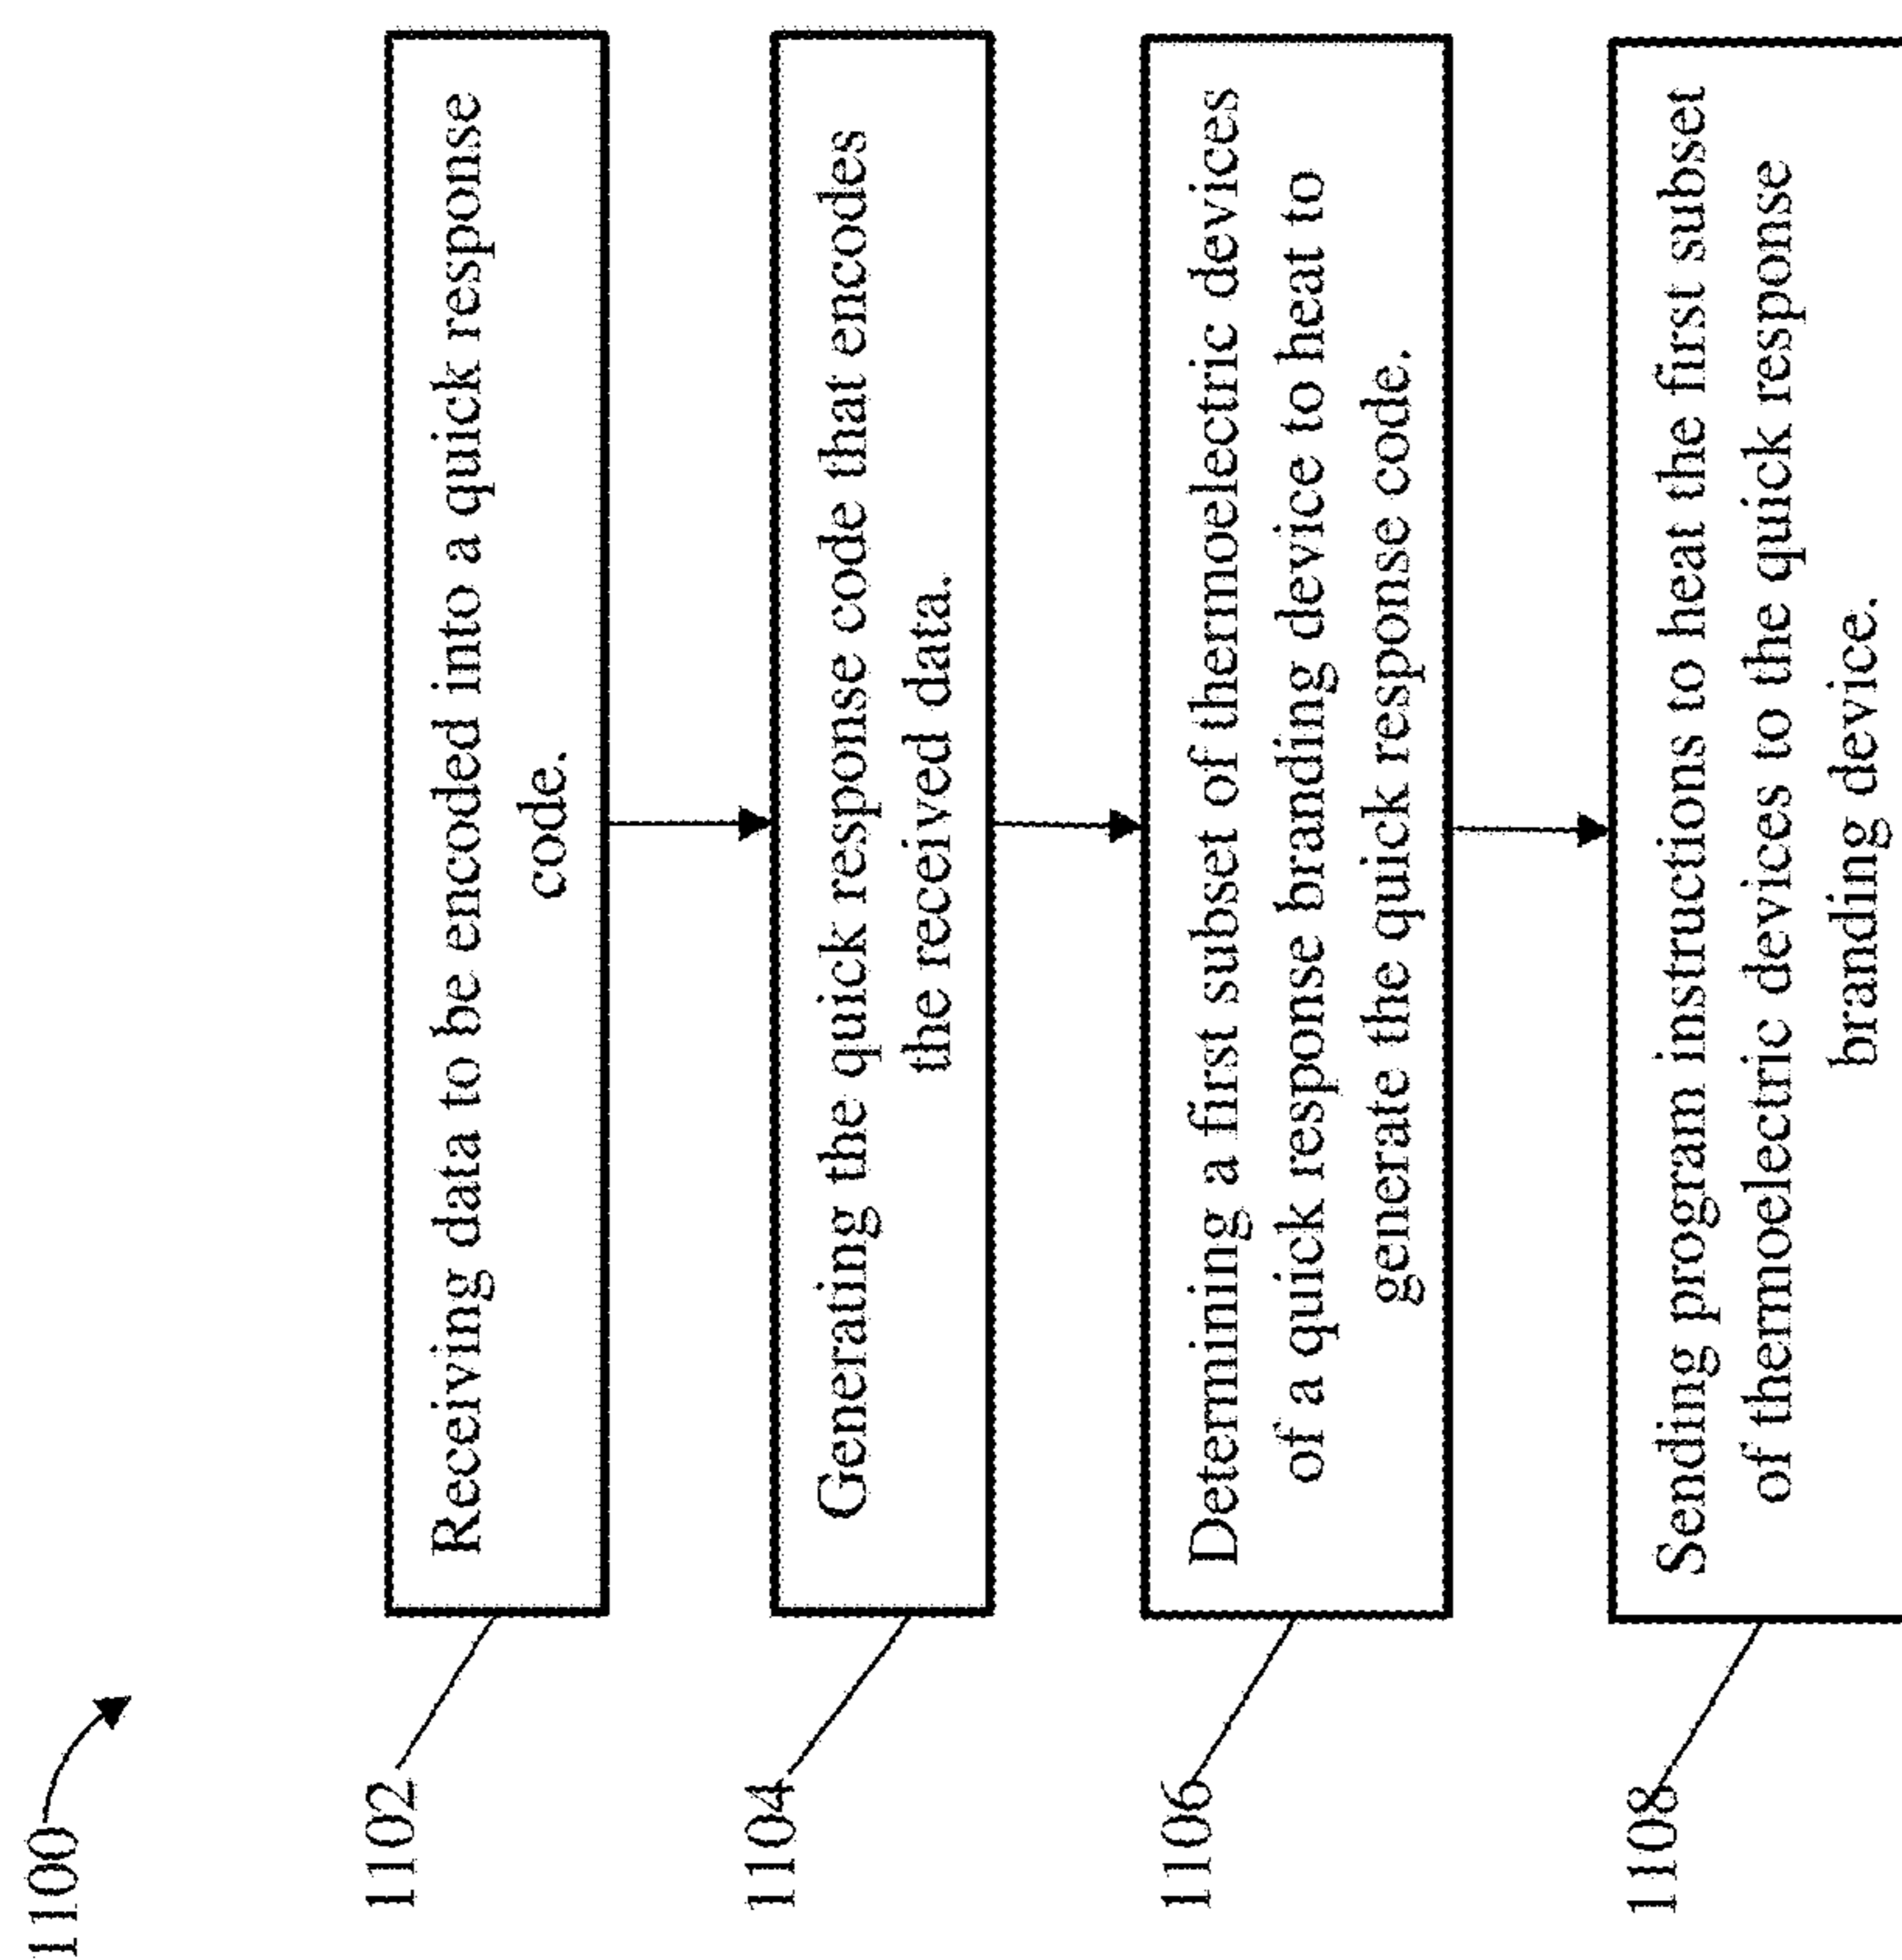 1100
1102
Receiving data to be encoded into a quick response
code.
1104
Generating the quick response code that encodes
the received data.
1106
Determining a first subset of thermoelectric devices
of a quick response branding device to heat to
generate the quick response code.
1108
Sending program instructions to heat the first subset
of thermoelectric devices to the quick response
branding device.